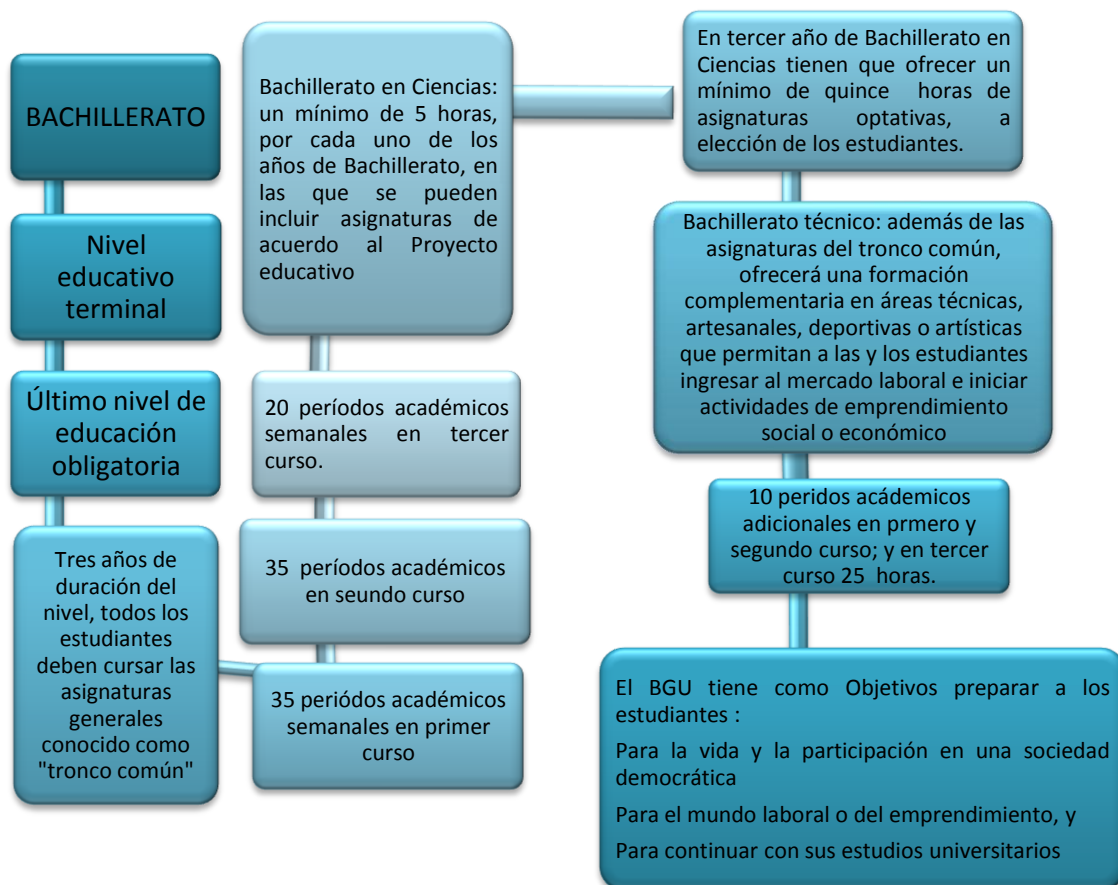 BACHILLERATO
Nivel
educativo
terminal
Último nivel de
educación
obligatoria
Tres años de
duración del
nivel, todos los
estudiantes
deben cursar las
asignaturas
generales
conocido como
"tronco común"
35 periódos académicos
semanales en primer
curso
35 períodos académicos
en seundo curso
20 períodos académicos
semanales en tercer
curso.
Bachillerato en Ciencias:
un mínimo de 5 horas,
por cada uno de los
años de Bachillerato, en
las que se pueden
incluir asignaturas de
acuerdo al Proyecto
educativo
En tercer año de Bachillerato en
Ciencias tienen que ofrecer un
mínimo de quince horas de
asignaturas optativas, a
elección de los estudiantes.
Bachillerato técnico: además de las
asignaturas del tronco común,
ofrecerá una formación
complementaria en áreas técnicas,
artesanales, deportivas o artísticas
que permitan a las y los estudiantes
ingresar al mercado laboral e iniciar
actividades de emprendimiento
social o económico
10 peridos acádemicos
adicionales en prmero y
segundo curso; y en tercer
curso 25 horas.
El BGU tiene como Objetivos preparar a los
estudiantes :
Para la vida y la participación en una sociedad
democrática
Para el mundo laboral o del emprendimiento, y
Para continuar con sus estudios universitarios